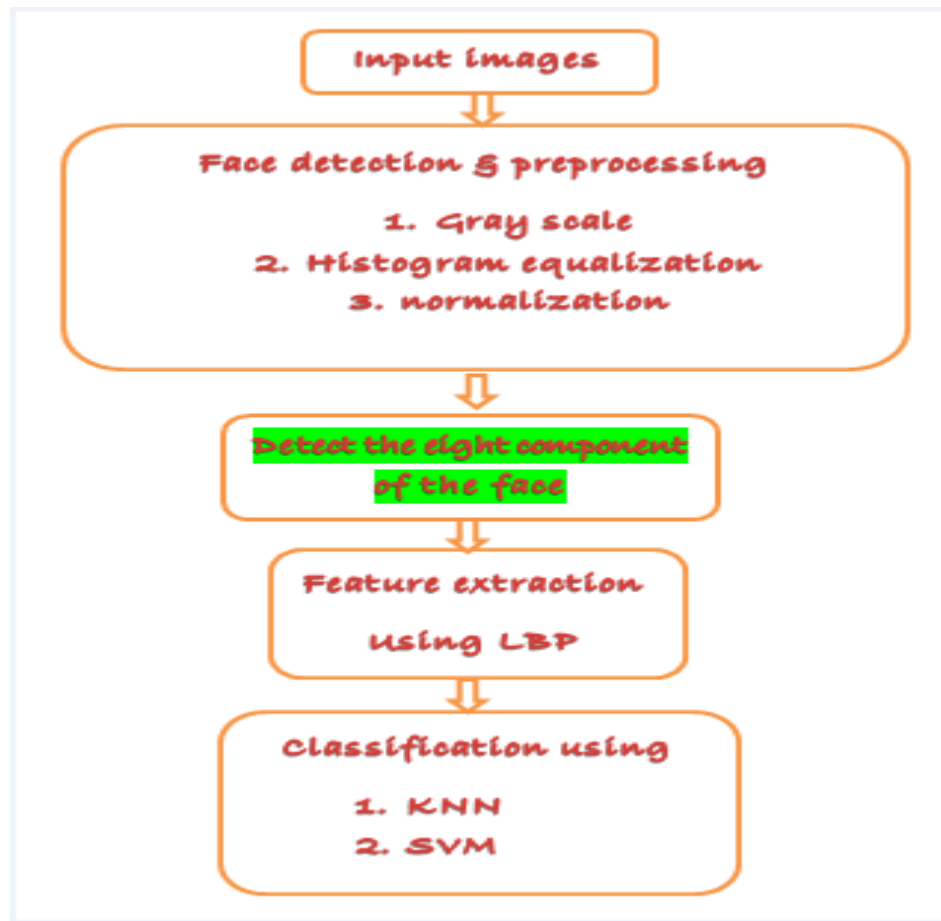 Input images
Face detection & preprocessing
1. Gray scale
2. Histogram equalization
3. normalization
Detect the eight component
of the face
Feature extraction
Using LBP
Classification using
1. KNN
2. SVM